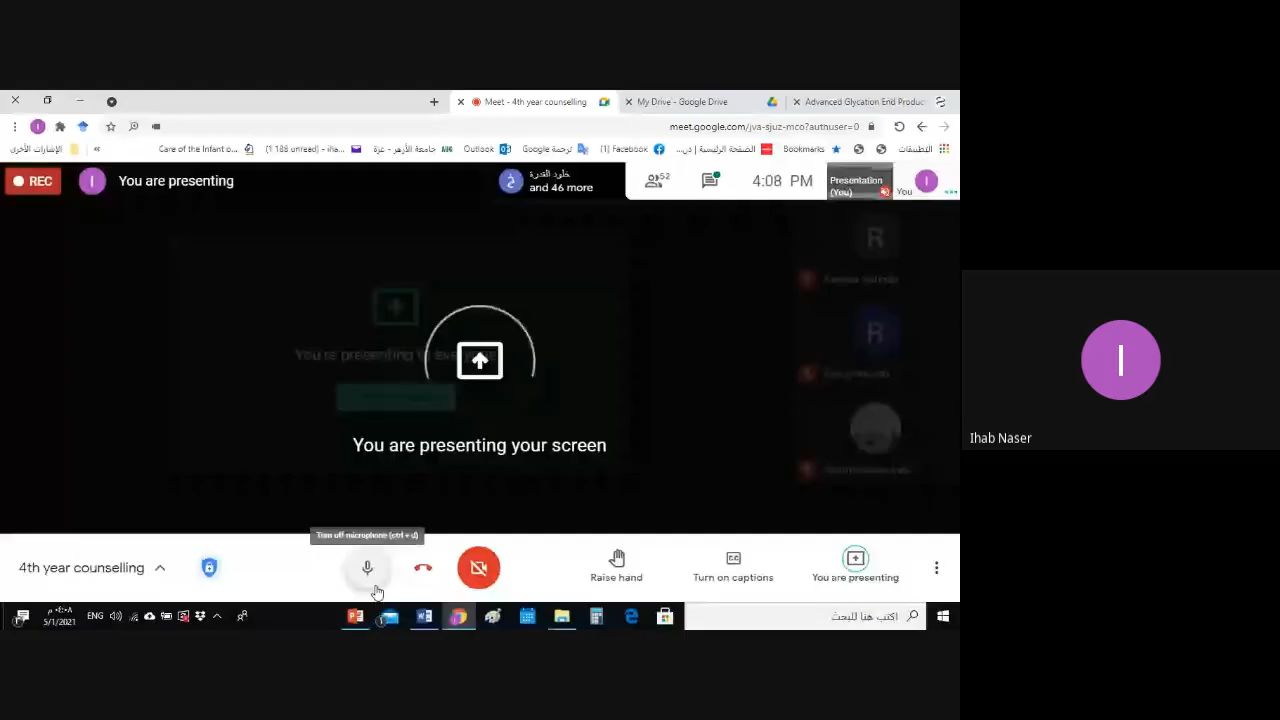 Meet - 4th year counselling
My Drive - Google Drive
Advanced Glycation End Produc
meet.google.com/jva-sjuz-mco?authuser=0
الإشارات الأخرى
Care of the Infant o...
(1 188 unread) - iha...
جامعة الأزهر - غزة
Outlook
ترجمة Google
(1) Facebook
الصفحة الرئيسية | دي...
Bookmarks
التطبيقات
REC
I
You are presenting
خ
خلود القدرة
and 46 more
52
4:08 PM
Presentation
(You)
You
I
R
R
You are presenting your screen
Turn off microphone (ctrl + d)
4th year counselling
Raise hand
Turn on captions
You are presenting
ENG
5/1/2021
اكتب هنا للبحث
I
Ihab Naser